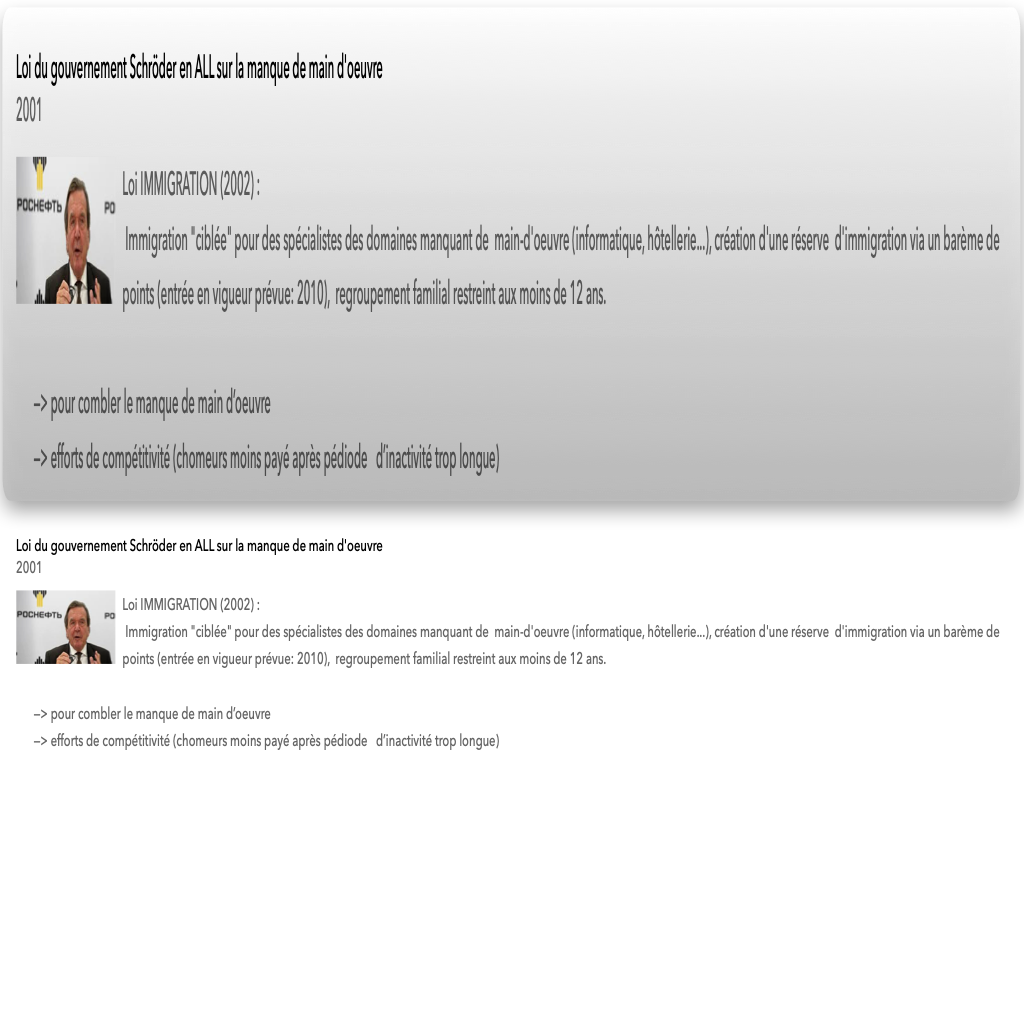 Loi du gouvernement Schröder en ALL sur la manque de main d'oeuvre
2001
РОСНЕФТЬ
РО
Loi IMMIGRATION (2002) :
Immigration "ciblée" pour des spécialistes des domaines manquant de main-d'oeuvre (informatique, hôtellerie...), création d'une réserve d'immigration via un barème de
points (entrée en vigueur prévue: 2010), regroupement familial restreint aux moins de 12 ans.
–> pour combler le manque de main d’oeuvre
–> efforts de compétitivité (chomeurs moins payé après pédiode d’inactivité trop longue)
Loi du gouvernement Schröder en ALL sur la manque de main d'oeuvre
2001
РОСНЕФТЬ
РО
Loi IMMIGRATION (2002) :
Immigration "ciblée" pour des spécialistes des domaines manquant de main-d'oeuvre (informatique, hôtellerie...), création d'une réserve d'immigration via un barème de
points (entrée en vigueur prévue: 2010), regroupement familial restreint aux moins de 12 ans.
–> pour combler le manque de main d’oeuvre
–> efforts de compétitivité (chomeurs moins payé après pédiode d’inactivité trop longue)